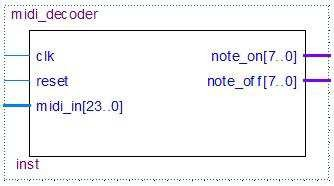 midi_decoder
clk
note_on[7..0]
reset
note_off[7..0]
midi_in[23..0]
inst